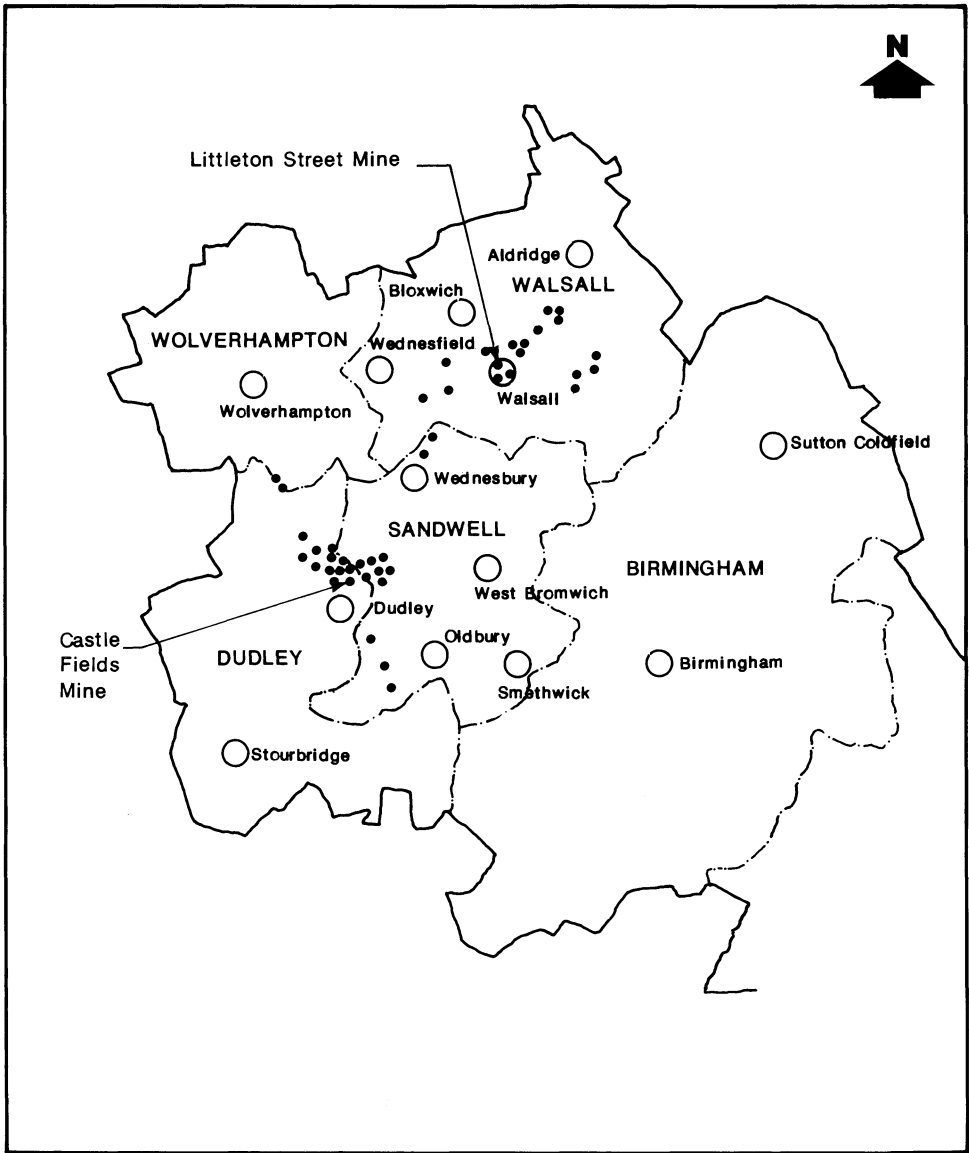 N
Littleton Street Mine
Aldridge
WALSALL
Bloxwich
WOLVERHAMPTON
Wednesfield
Wolverhampton
Walsall
Sutton Coldfield
Wednesbury
SANDWELL
BIRMINGHAM
West Bromwich
Dudley
Castle
Fields
Mine
Oldbury
DUDLEY
Birmingham
Smethwick
Stourbridge